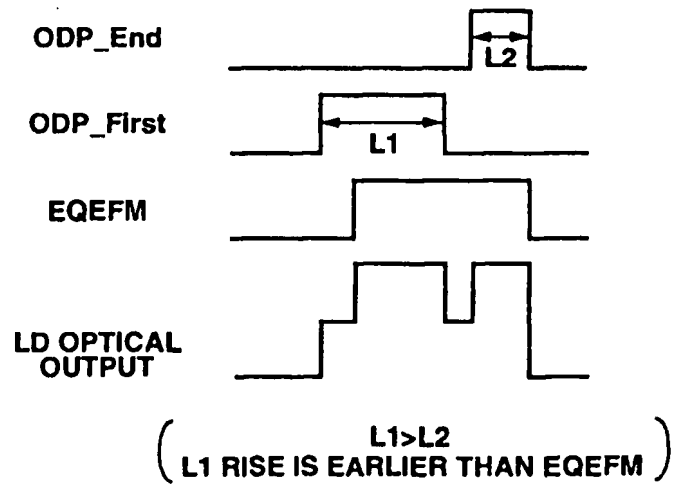 ODP_End
L2
ODP_First
L1
EQEFM
LD OPTICAL
OUTPUT
L1>L2
L1 RISE IS EARLIER THAN EQEFM